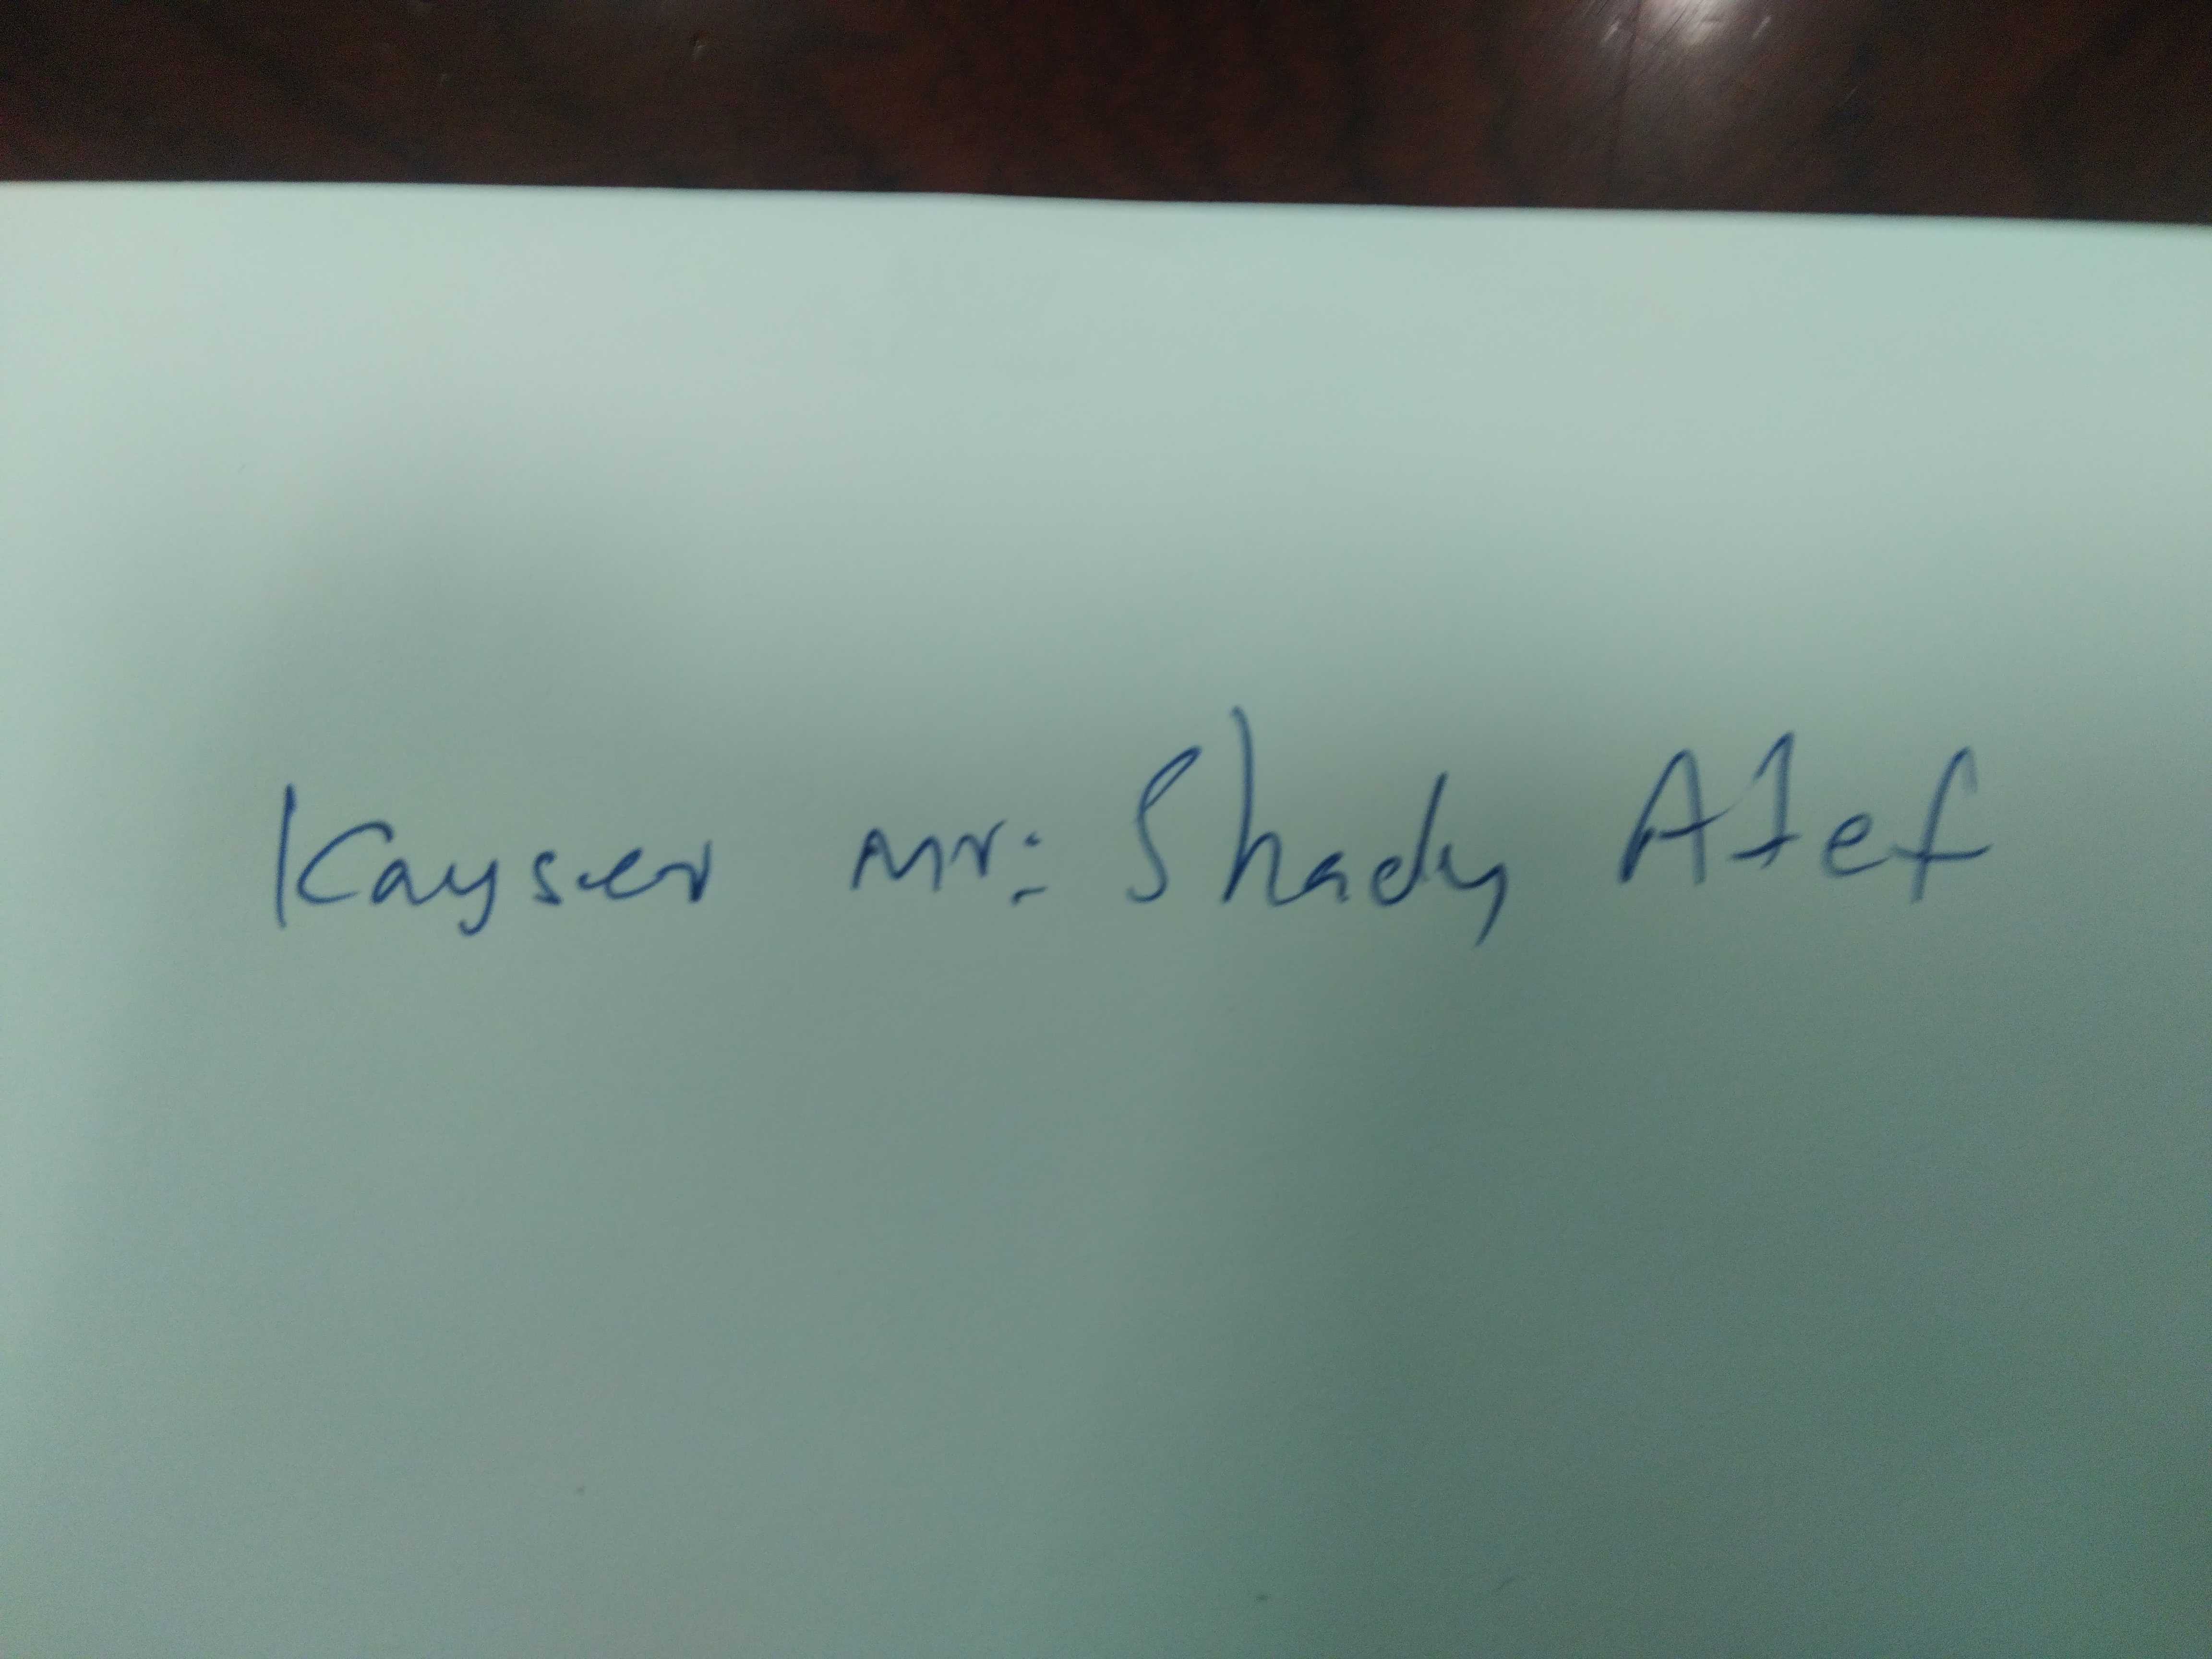 Kayser Mr: Shady Atef